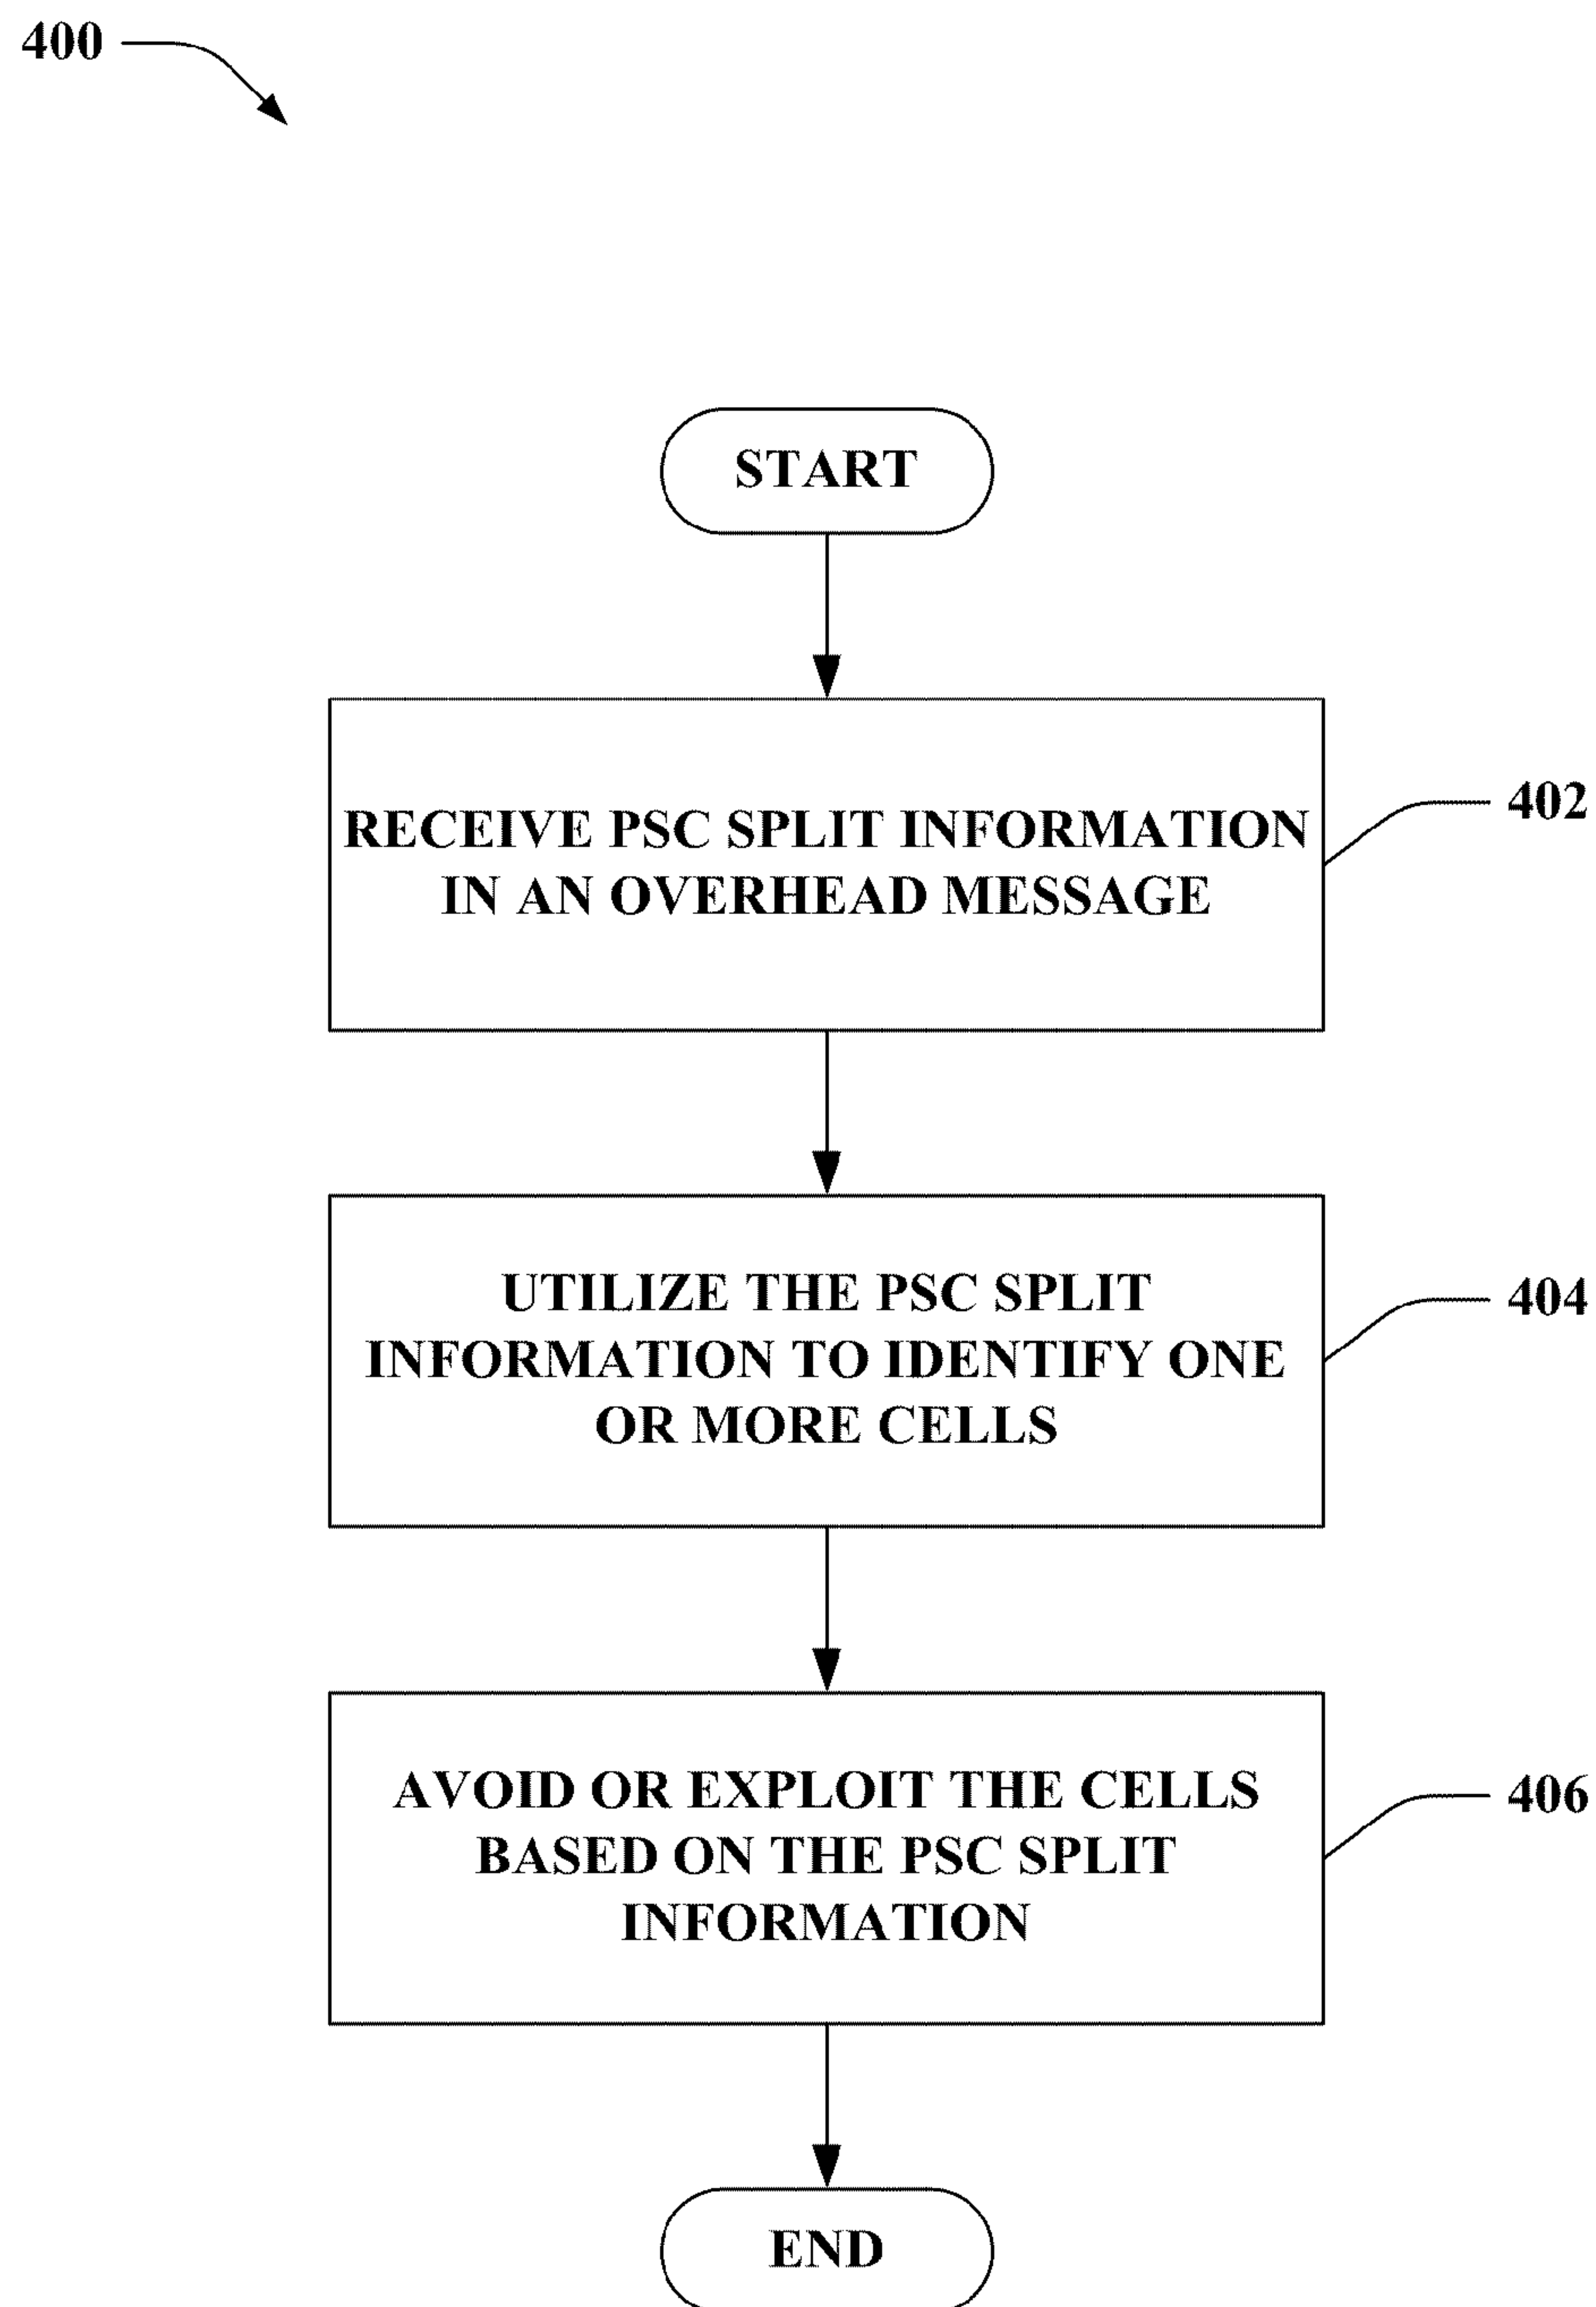 400
START
RECEIVE PSC SPLIT INFORMATION
IN AN OVERHEAD MESSAGE
402
UTILIZE THE PSC SPLIT
INFORMATION TO IDENTIFY ONE
OR MORE CELLS
404
AVOID OR EXPLOIT THE CELLS
BASED ON THE PSC SPLIT
INFORMATION
406
END